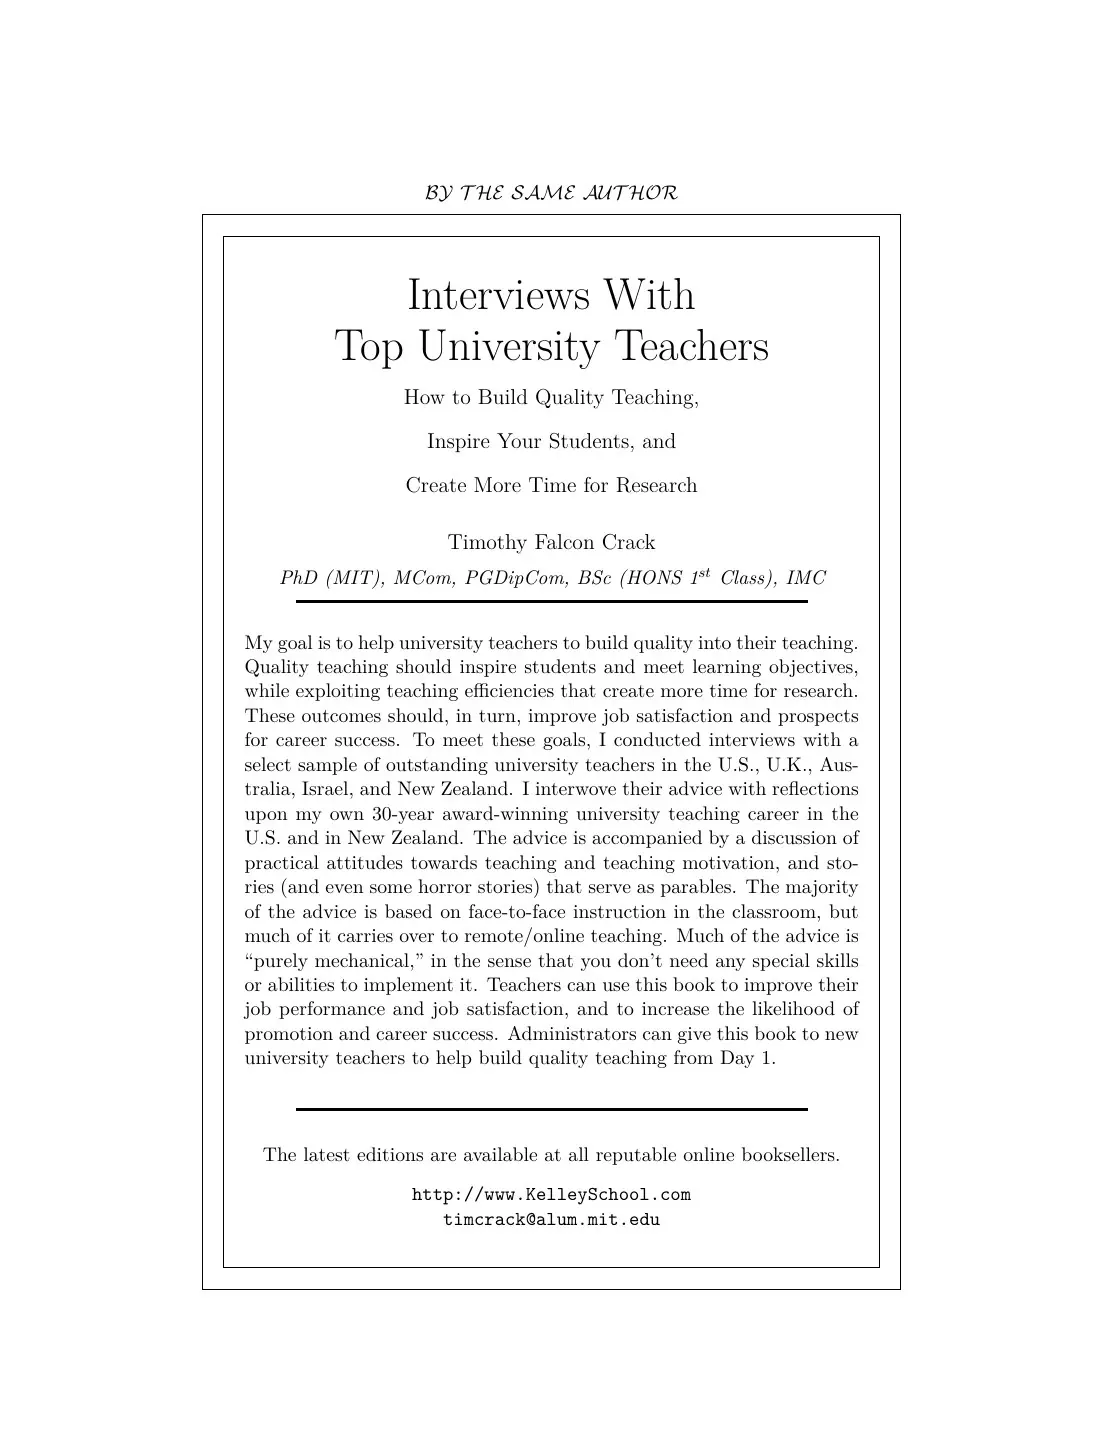 BY THE SAME AUTHOR
Interviews With
Top University Teachers
How to Build Quality Teaching,
Inspire Your Students, and
Create More Time for Research
Timothy Falcon Crack
PhD (MIT), MCom, PGDipCom, BSc (HONS 1st Class), IMC
My goal is to help university teachers to build quality into their teaching.
Quality teaching should inspire students and meet learning objectives,
while exploiting teaching efficiencies that create more time for research.
These outcomes should, in turn, improve job satisfaction and prospects
for career success. To meet these goals, I conducted interviews with a
select sample of outstanding university teachers in the U.S., U.K., Aus-
tralia, Israel, and New Zealand. I interwove their advice with reflections
upon my own 30-year award-winning university teaching career in the
U.S. and in New Zealand. The advice is accompanied by a discussion of
practical attitudes towards teaching and teaching motivation, and sto-
ries (and even some horror stories) that serve as parables. The majority
of the advice is based on face-to-face instruction in the classroom, but
much of it carries over to remote/online teaching. Much of the advice is
“purely mechanical,” in the sense that you don’t need any special skills
or abilities to implement it. Teachers can use this book to improve their
job performance and job satisfaction, and to increase the likelihood of
promotion and career success. Administrators can give this book to new
university teachers to help build quality teaching from Day 1.
The latest editions are available at all reputable online booksellers.
http://www.KelleySchool.com
timcrack@alum.mit.edu